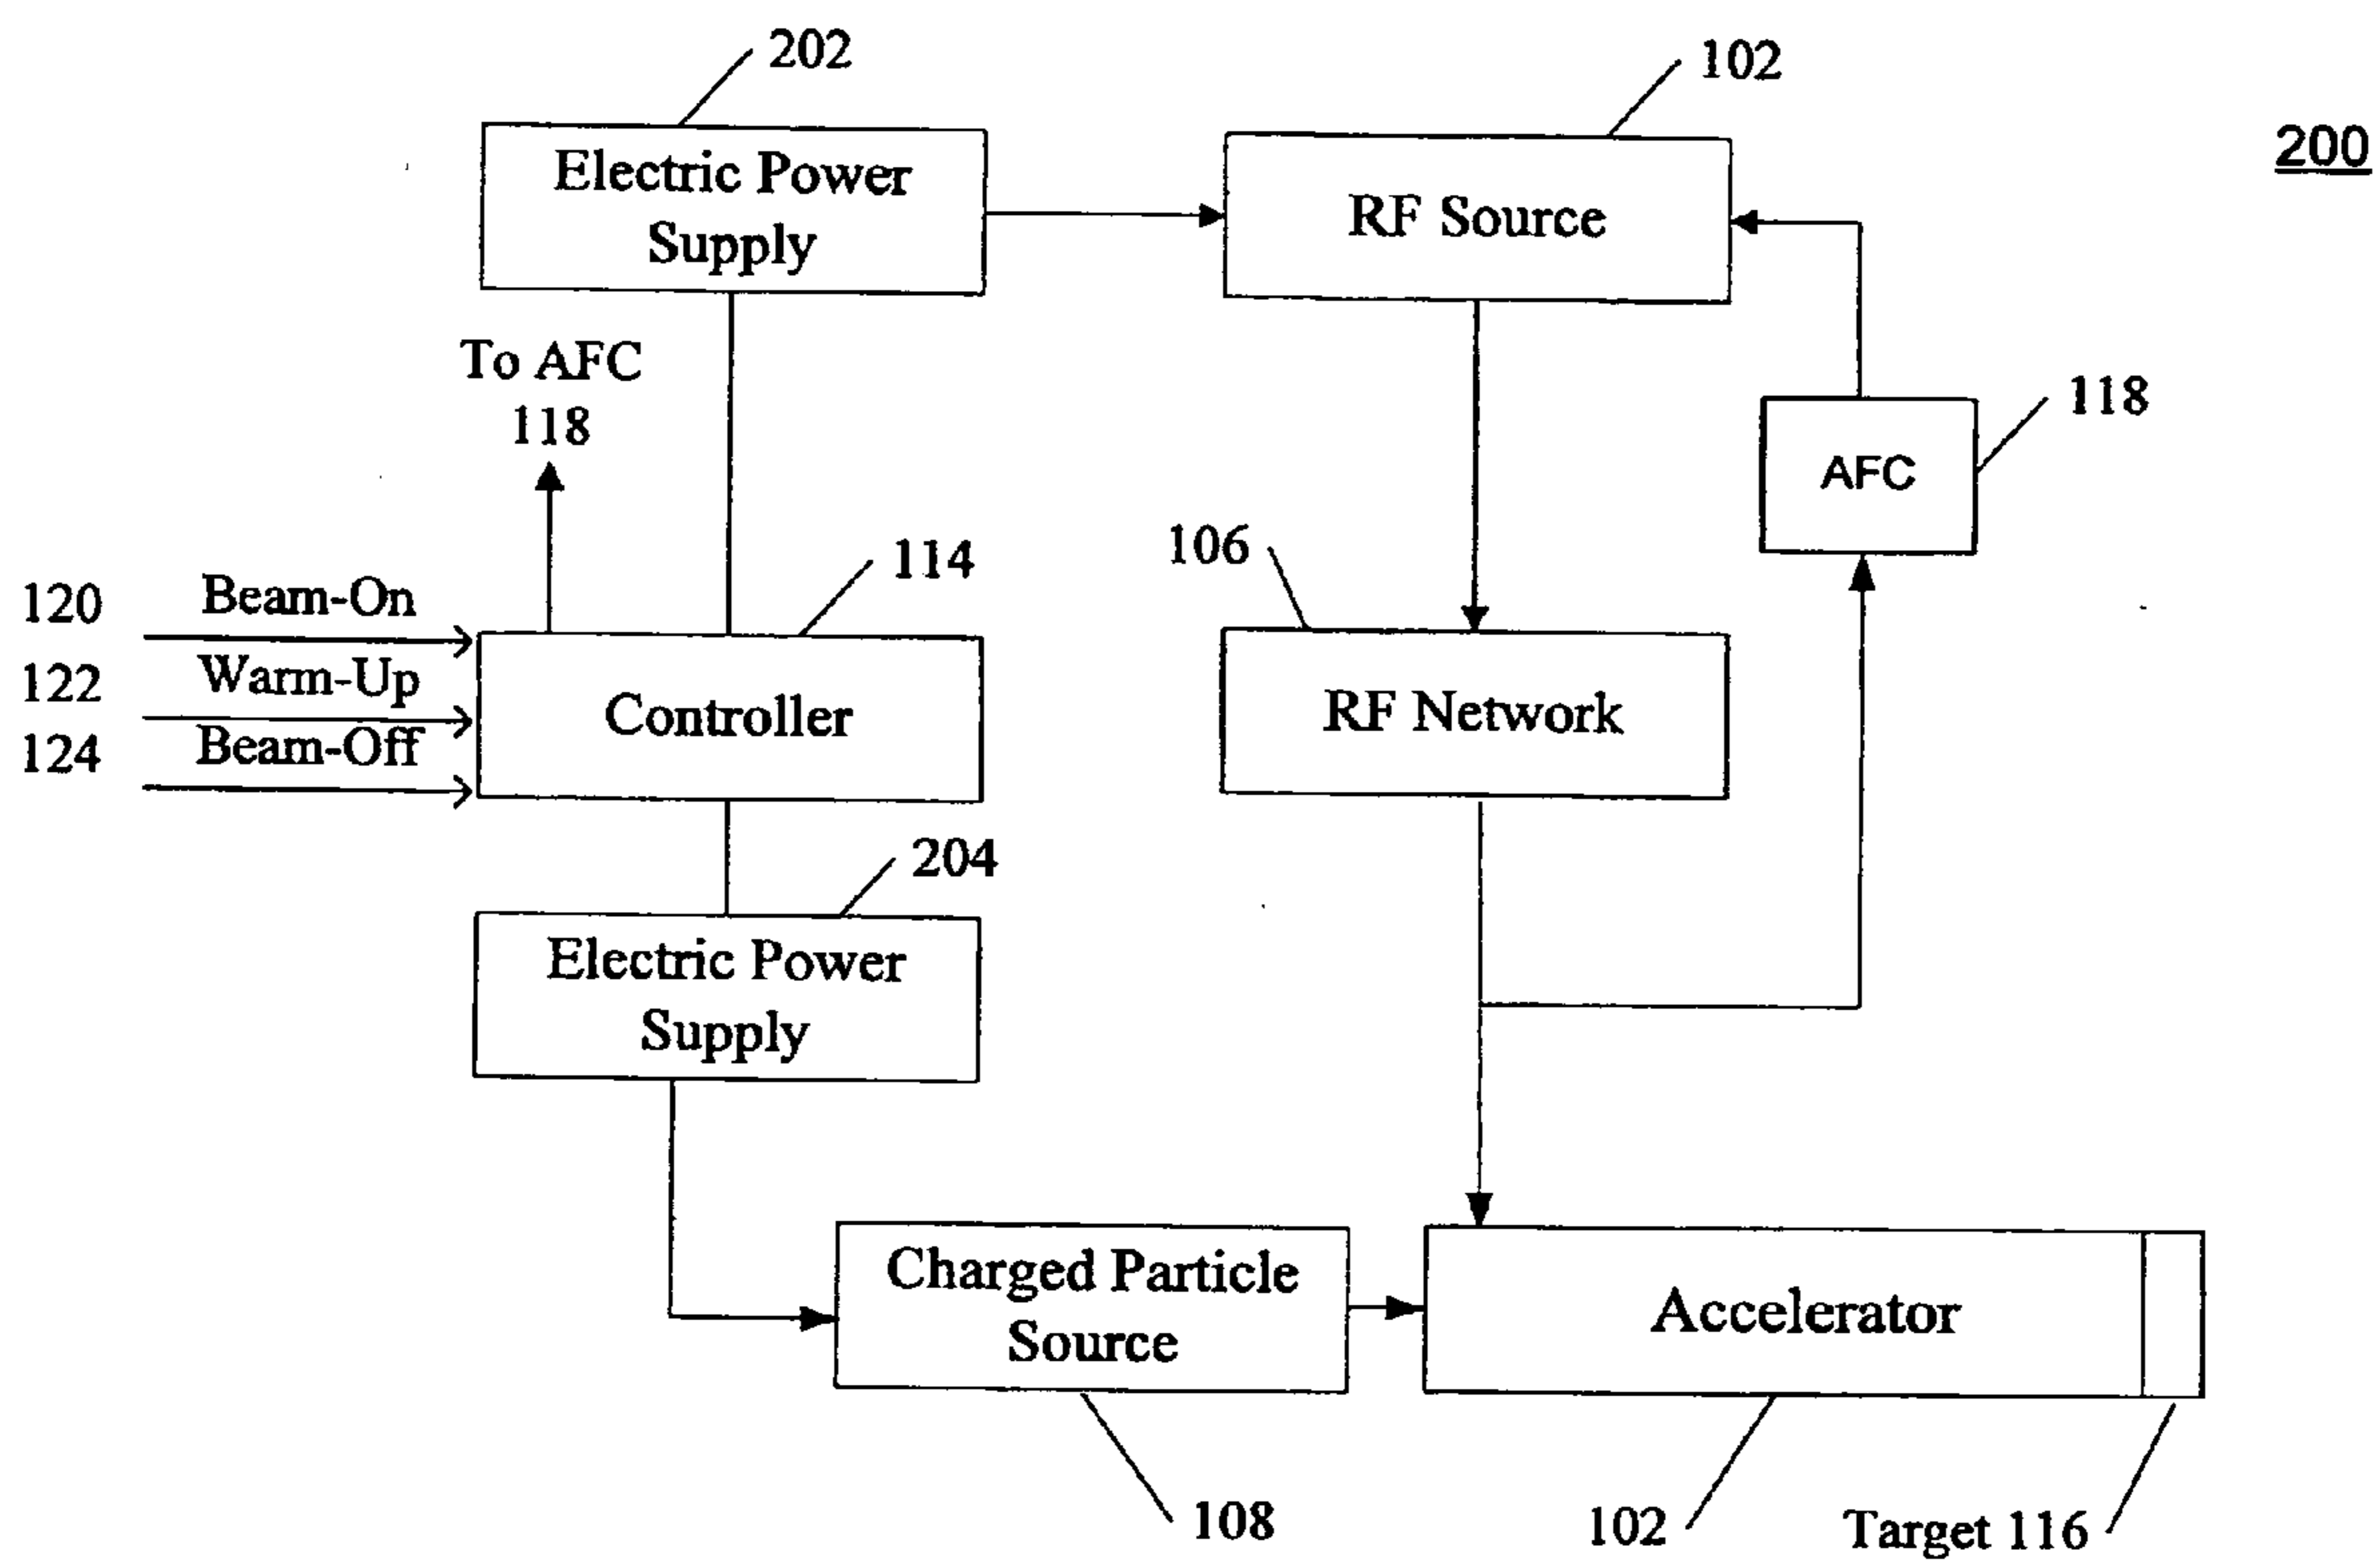 202
102
200
Electric Power
Supply
RF Source
To AFC
118
118
AFC
114
106
120 Beam-On
122 Warm-Up
124 Beam-Off
Controller
RF Network
204
Electric Power
Supply
Charged Particle
Source
Accelerator
108
102
Target 116